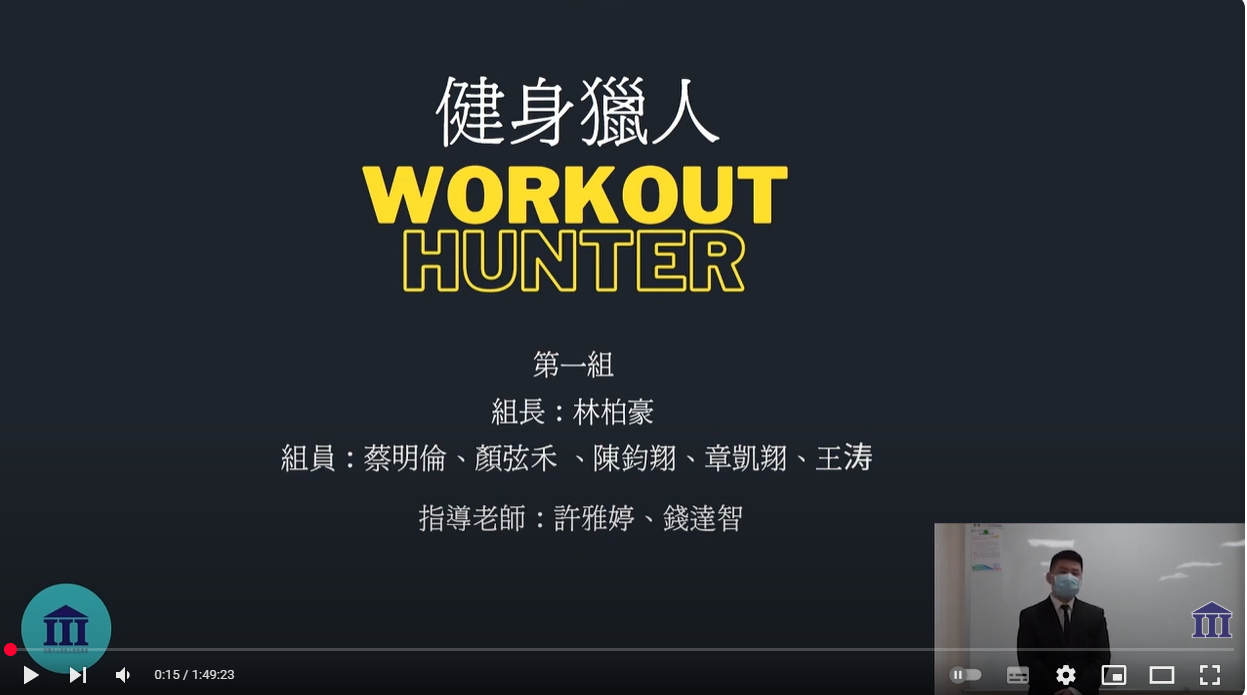 健身獵人
WORKOUT
HUNTER
第一組
組長：林柏豪
組員：蔡明倫、顏弦禾 、陳鈞翔、章凱翔、王涛
指導老師：許雅婷、錢達智
0:15 / 1:49:23